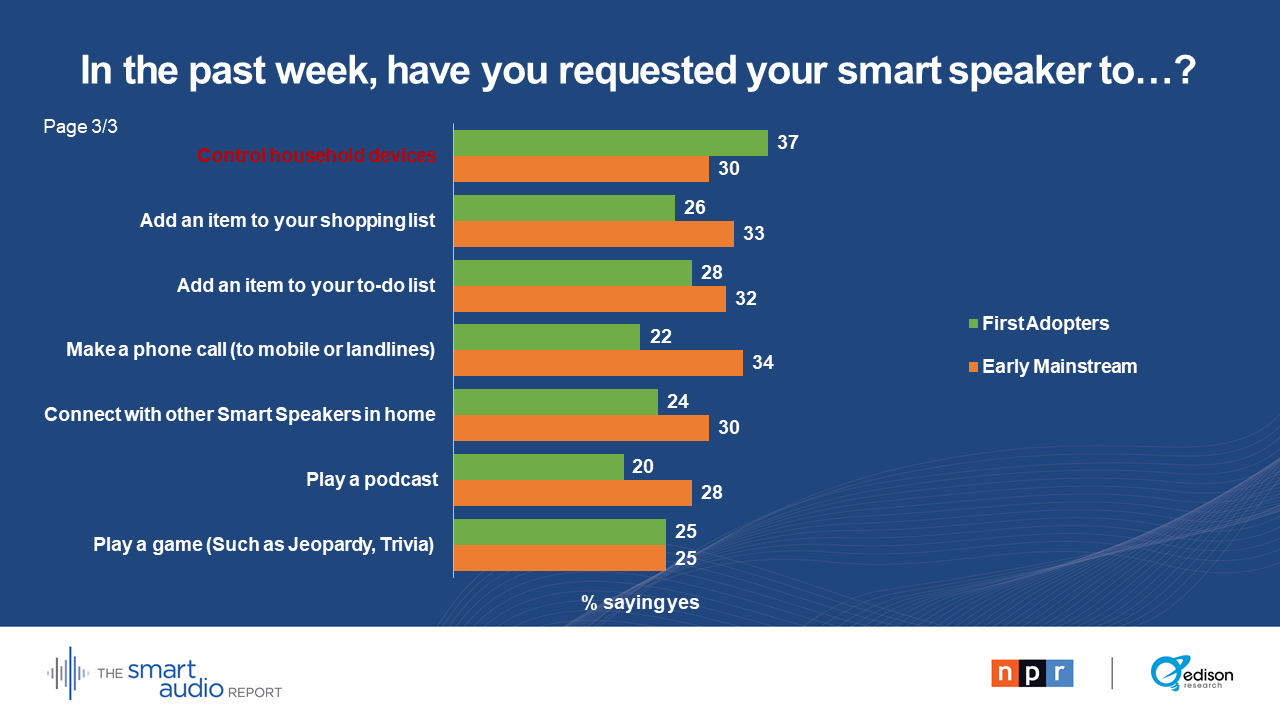 In the past week, have you requested your smart speaker to…?
Page 3/3
Control household devices
37
30
Add an item to your shopping list
26
33
Add an item to your to-do list
28
32
Make a phone call (to mobile or landlines)
22
34
Connect with other Smart Speakers in home
24
30
Play a podcast
20
28
Play a game (Such as Jeopardy, Trivia)
25
25
First Adopters
Early Mainstream
% saying yes
THE smart
audio REPORT
npr
edison
research